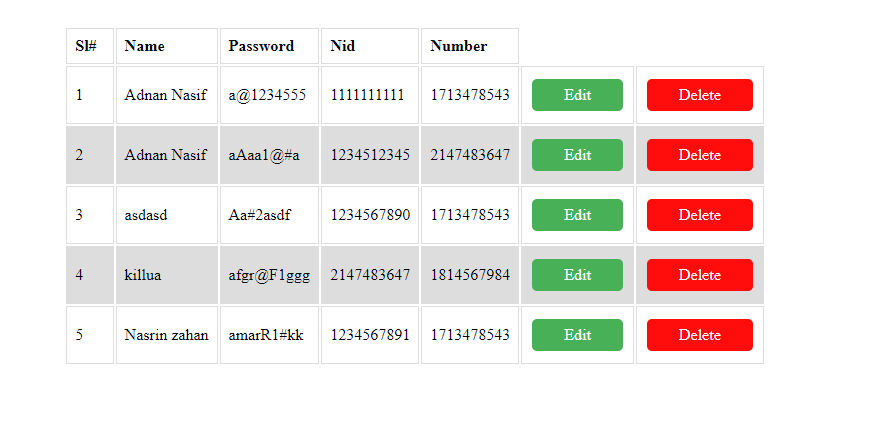 Sl# Name Password Nid Number
1 Adnan Nasif a@1234555 1111111111 1713478543 Edit Delete
2 Adnan Nasif aAaa1@#a 1234512345 2147483647 Edit Delete
3 asdasd Aa#2asdf 1234567890 1713478543 Edit Delete
4 killua afgr@F1ggg 2147483647 1814567984 Edit Delete
5 Nasrin zahan amarR1#kk 1234567891 1713478543 Edit Delete